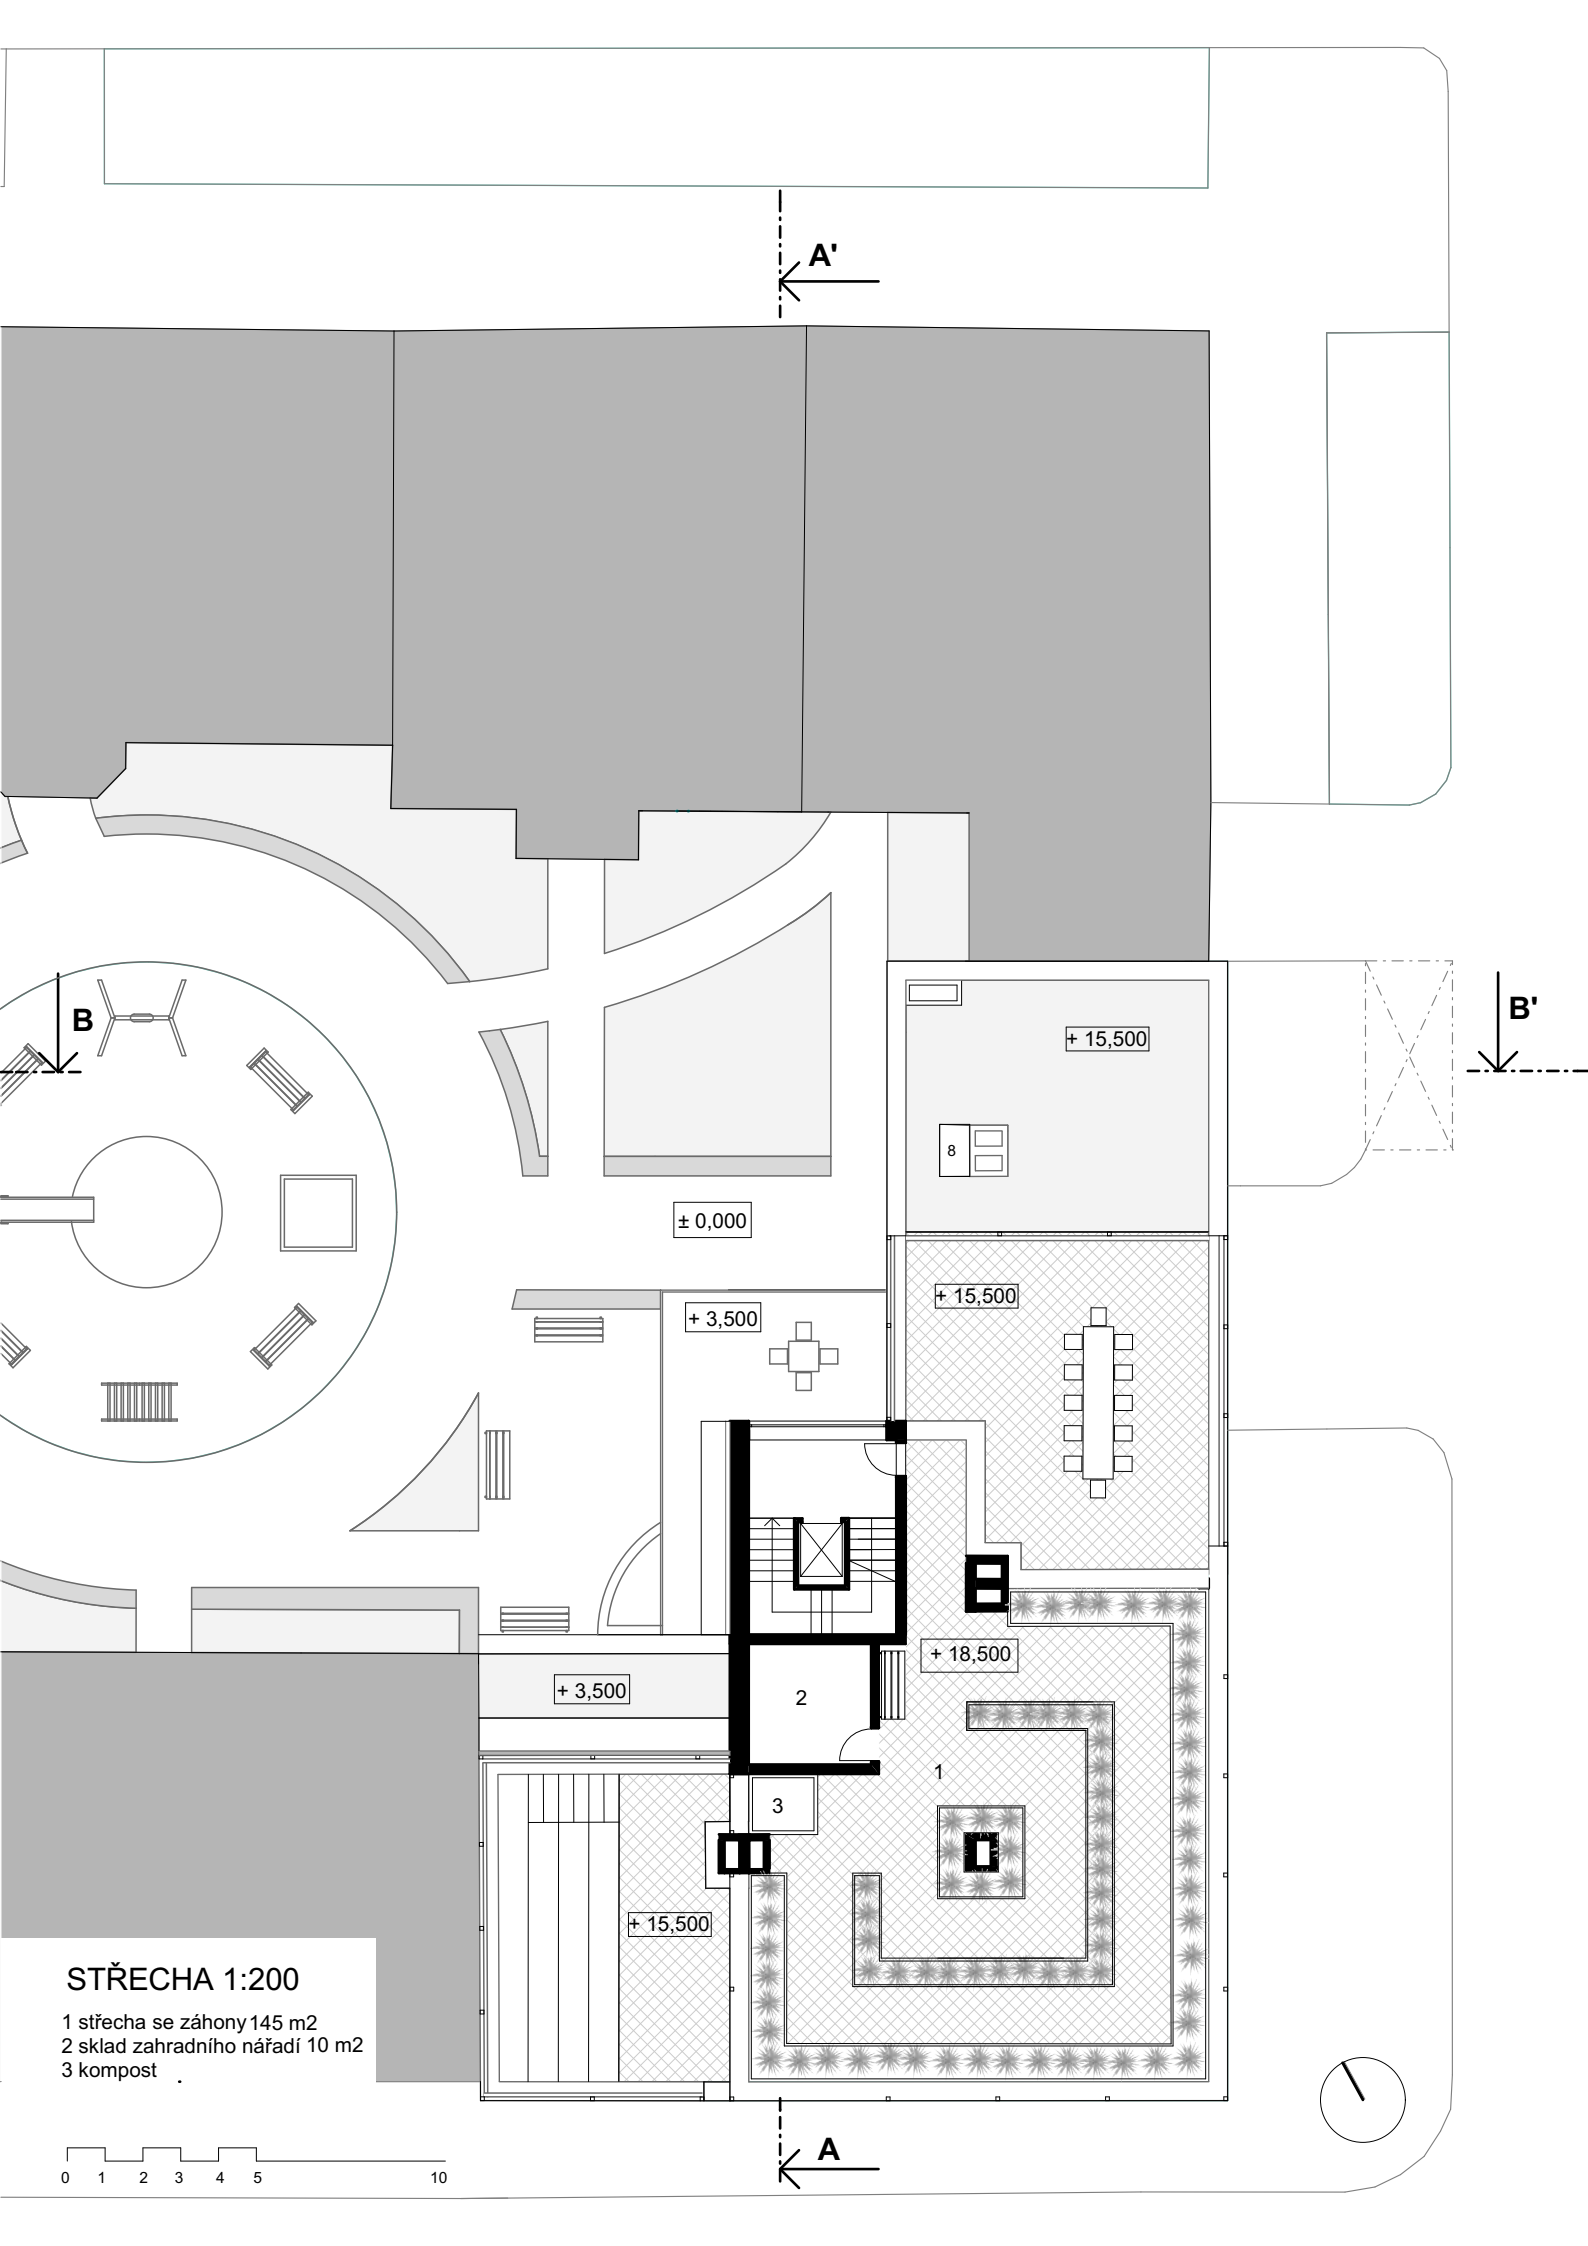 A'
B
B'
+ 15,500
8
± 0,000
+ 15,500
+ 3,500
+ 18,500
+ 3,500
2
1
3
+ 15,500
STŘECHA 1:200
1 střecha se záhony 145 m2
2 sklad zahradního nářadí 10 m2
3 kompost .
A
0 1 2 3 4 5 10